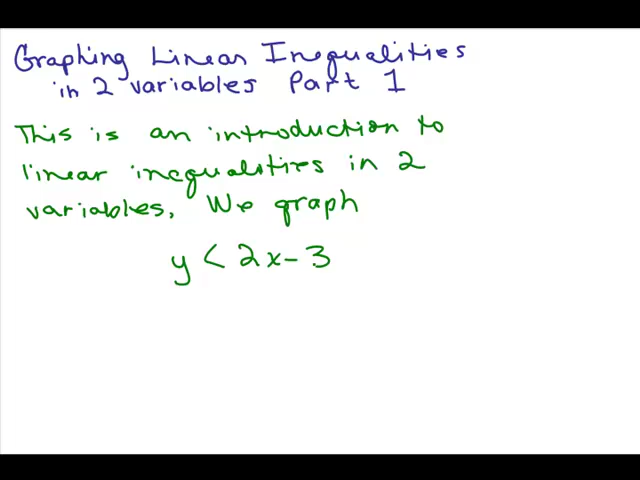 Graphing Linear Inequalities
in 2 variables Part 1
This is an introduction to
linear inequalities in 2
variables. We graph
y < 2x - 3